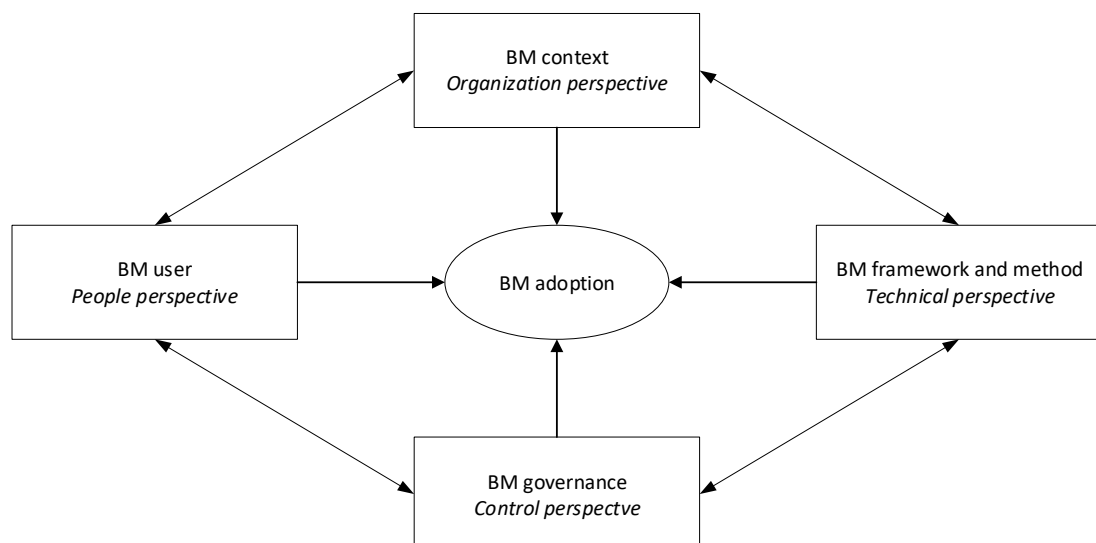 BM context
Organization perspective
BM user
People perspective
BM adoption
BM framework and method
Technical perspective
BM governance
Control perspectve